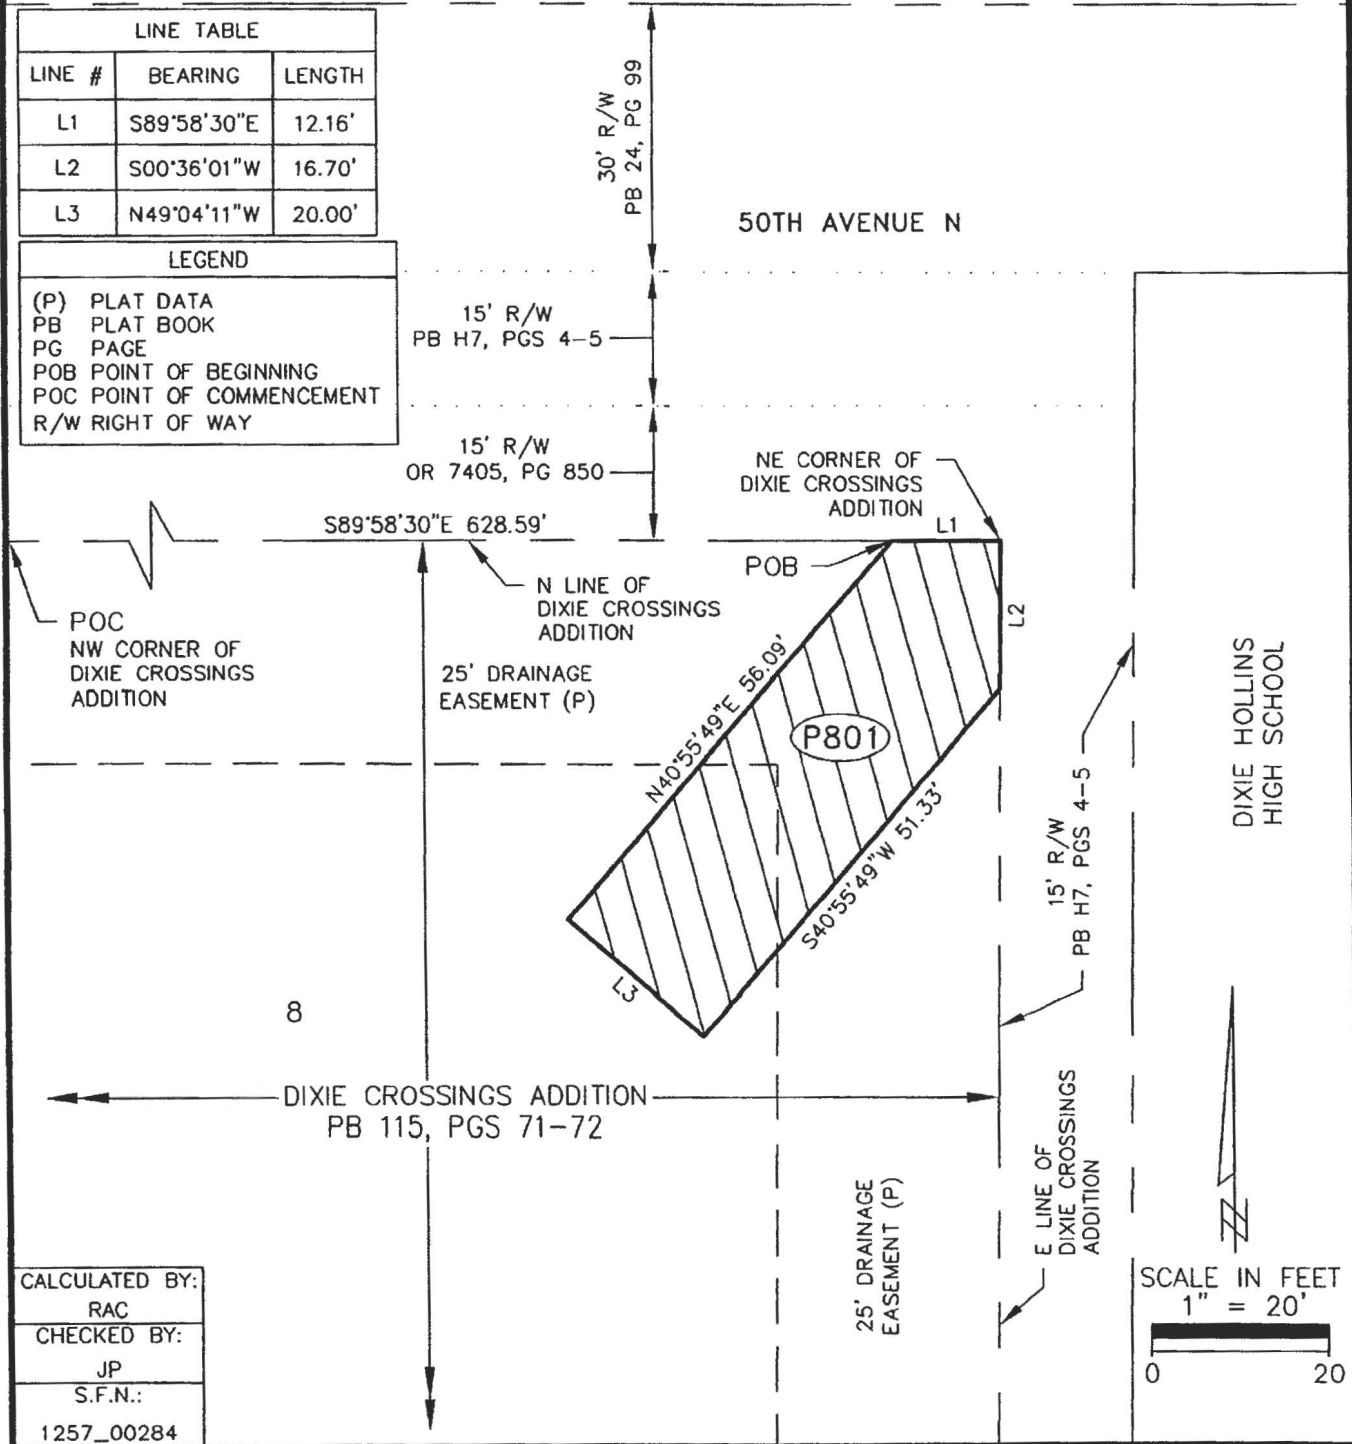 LINE TABLE
LINE # BEARING LENGTH
L1 S89°58'30"E 12.16'
L2 S00°36'01"W 16.70'
L3 N49°04'11"W 20.00'
LEGEND
(P) PLAT DATA
PB PLAT BOOK
PG PAGE
POB POINT OF BEGINNING
POC POINT OF COMMENCEMENT
R/W RIGHT OF WAY
30' R/W
PB 24, PG 99
50TH AVENUE N
15' R/W
PB H7, PGS 4-5
15' R/W
OR 7405, PG 850
NE CORNER OF
DIXIE CROSSINGS
ADDITION
S89°58'30"E 628.59'
L1
POB
N LINE OF
DIXIE CROSSINGS
ADDITION
L2
POC
NW CORNER OF
DIXIE CROSSINGS
ADDITION
25' DRAINAGE
EASEMENT (P)
N40°55'49"E 56.09'
P801
S40°55'49"W 51.33'
L3
15' R/W
PB H7, PGS 4-5
DIXIE HOLLINS
HIGH SCHOOL
8
DIXIE CROSSINGS ADDITION
PB 115, PGS 71-72
25' DRAINAGE
EASEMENT (P)
E LINE OF
DIXIE CROSSINGS
ADDITION
N
SCALE IN FEET
1" = 20'
0 20
CALCULATED BY:
RAC
CHECKED BY:
JP
S.F.N.:
1257_00284